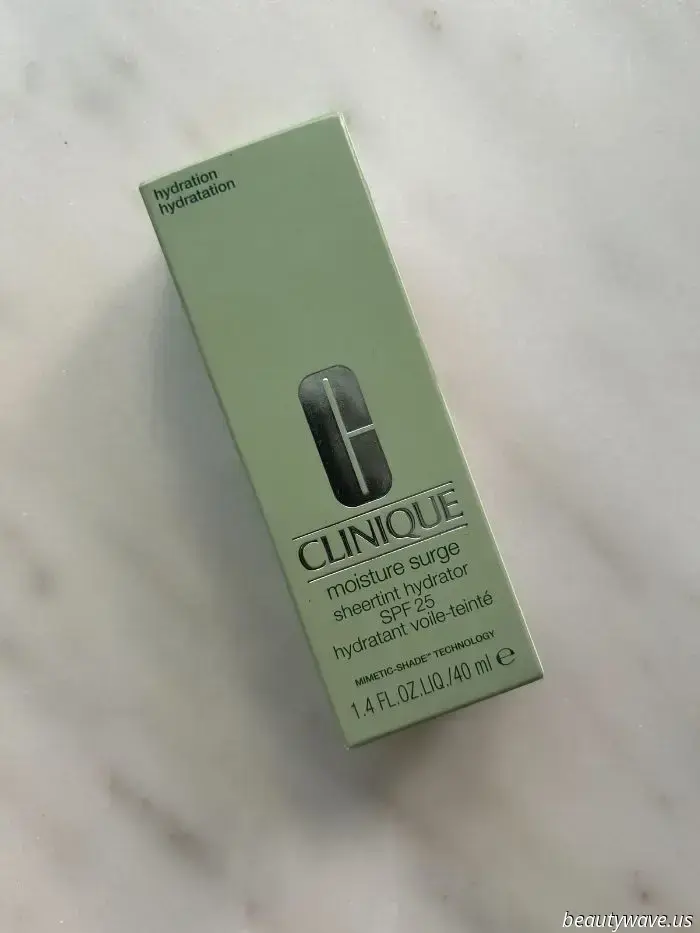 hydration
hydratation
CLINIQUE
moisture surge
sheertint hydrator
SPF 25
hydratant voile-teinté
MIMETIC-SHADE™ TECHNOLOGY
1.4 FL.OZ.LIQ./40 ml ℮
beautywave.us